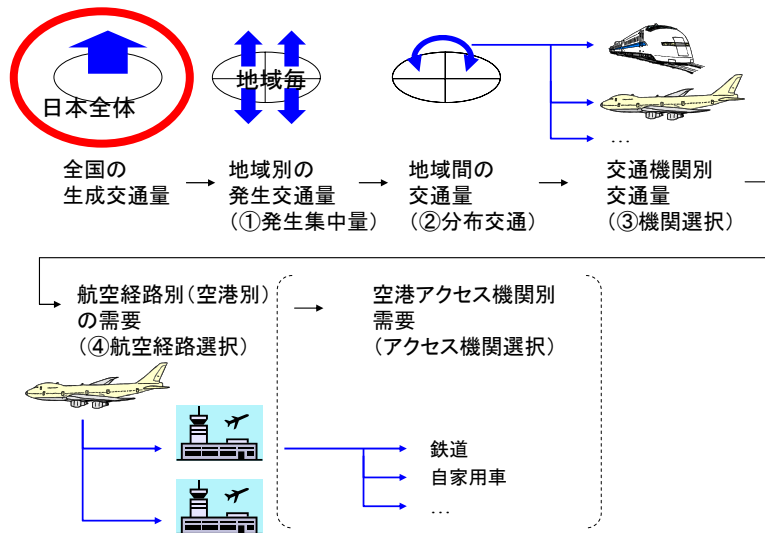 日本全体
地域毎
…
全国の
生成交通量
地域別の
発生交通量
(①発生集中量)
地域間の
交通量
(②分布交通)
交通機関別
交通量
(③機関選択)
航空経路別(空港別)
の需要
(④航空経路選択)
空港アクセス機関別
需要
(アクセス機関選択)
鉄道
自家用車
…